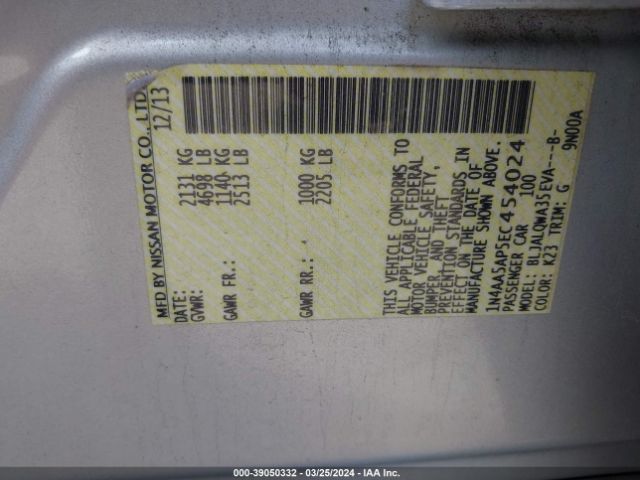 MFD BY NISSAN MOTOR CO., LTD.
DATE: 12/13
GVWR: 2131 KG
4698 LB
GAWR FR.: 1140 KG
2513 LB
GAWR RR.: 1000 KG
2205 LB
THIS VEHICLE CONFORMS TO
ALL APPLICABLE FEDERAL
MOTOR VEHICLE SAFETY,
BUMPER, AND THEFT
PREVENTION STANDARDS IN
EFFECT ON THE DATE OF
MANUFACTURE SHOWN ABOVE.
1N4AA5AP5EC454024
PASSENGER CAR 100
MODEL: BLJALQWA35EVA---B-
COLOR: K23 TRIM: G 9W00A
000-39050332 / 03/25/2024 - IAA Inc.